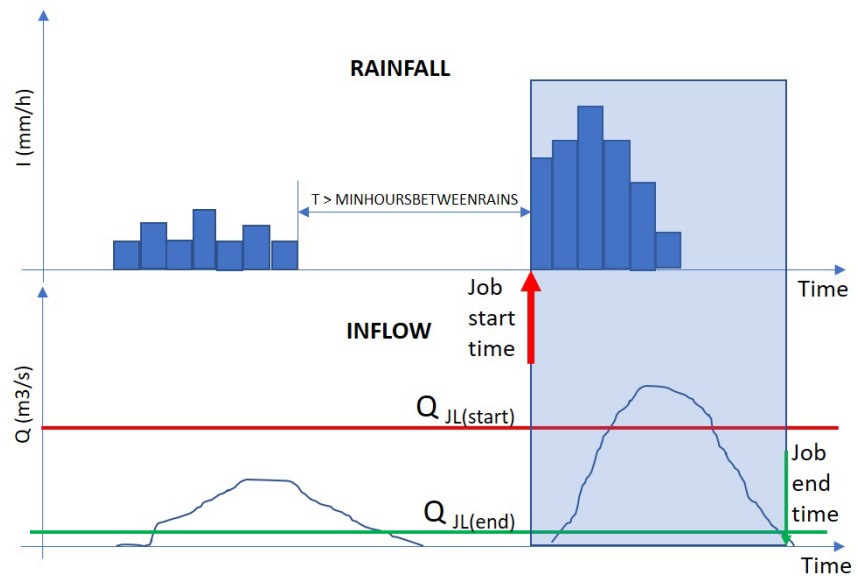 RAINFALL
I (mm/h)
T > MINHOURSBETWEENRAINS
Time
Job
start
time
INFLOW
Q (m3/s)
Q JL(start)
Job
end
time
Q JL(end)
Time